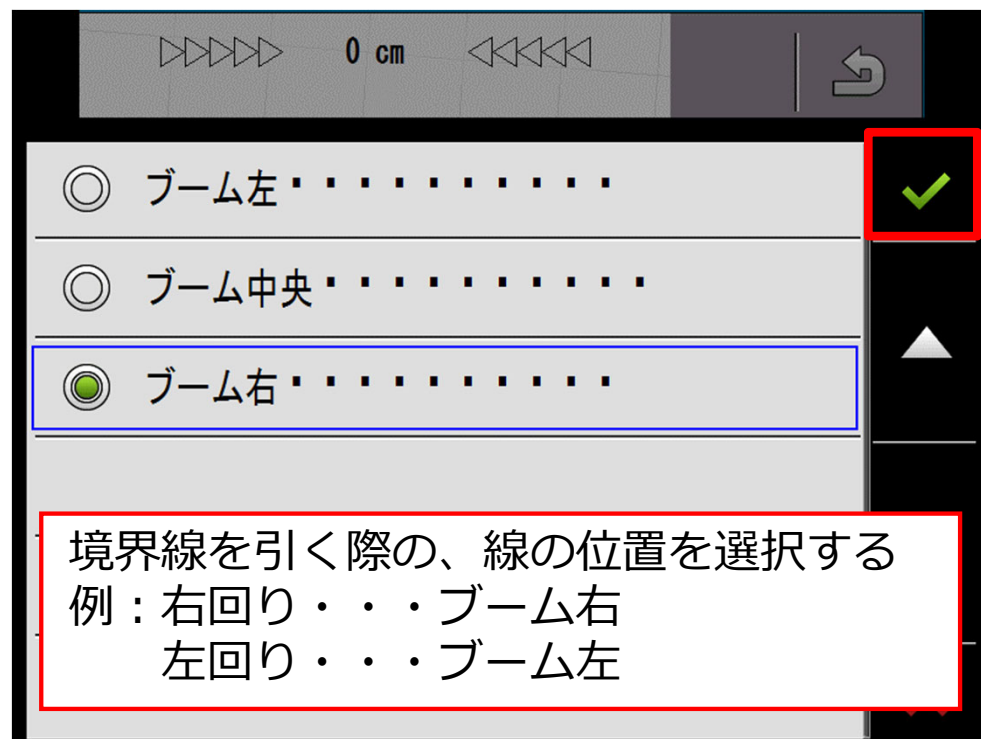 0 cm
ブーム左・・・・・・・・・・
ブーム中央・・・・・・・・・・
ブーム右・・・・・・・・・・
境界線を引く際の、線の位置を選択する
例：右回り・・・ブーム右
左回り・・・ブーム左